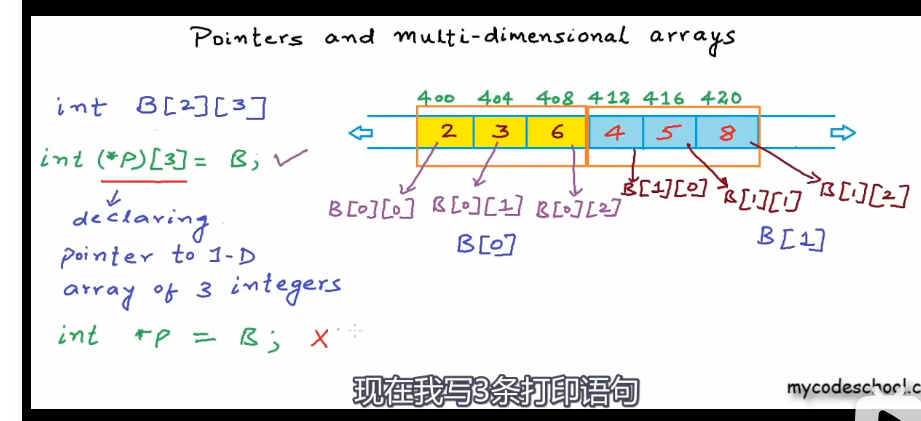 Pointers and multi-dimensional arrays
int B[2][3]
400 404 408 412 416 420
2 3 6 4 5 8
int (*P)[3] = B; ✓
declaring
pointer to 1-D
array of 3 integers
B[0][0] B[0][1] B[0][2] B[1][0] B[1][1] B[1][2]
B[0] B[1]
int *P = B; X
现在我写3条打印语句
mycodeschool.c